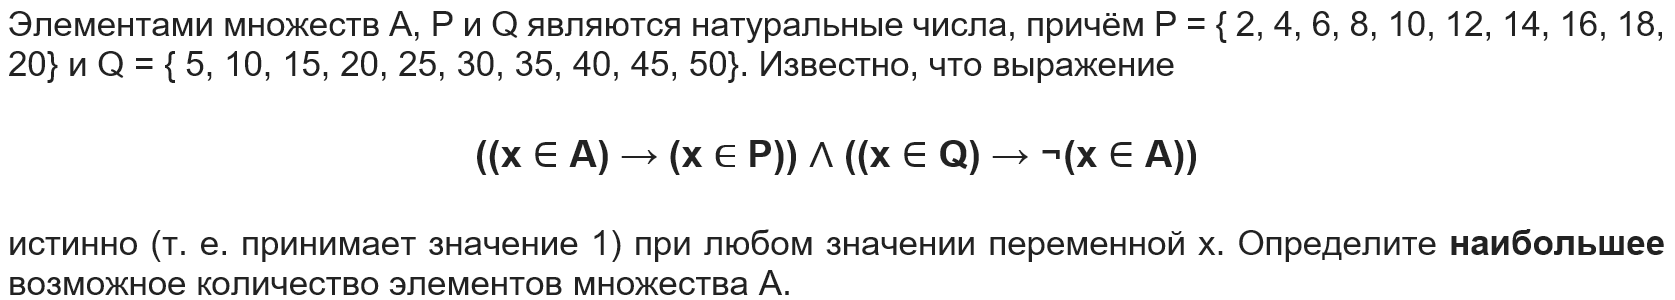 Элементами множеств А, P и Q являются натуральные числа, причём P = { 2, 4, 6, 8, 10, 12, 14, 16, 18,
20} и Q = { 5, 10, 15, 20, 25, 30, 35, 40, 45, 50}. Известно, что выражение
((x ∈ A) → (x ∈ P)) ∧ ((x ∈ Q) → ¬(x ∈ A))
истинно (т. е. принимает значение 1) при любом значении переменной х. Определите наибольшее
возможное количество элементов множества A.